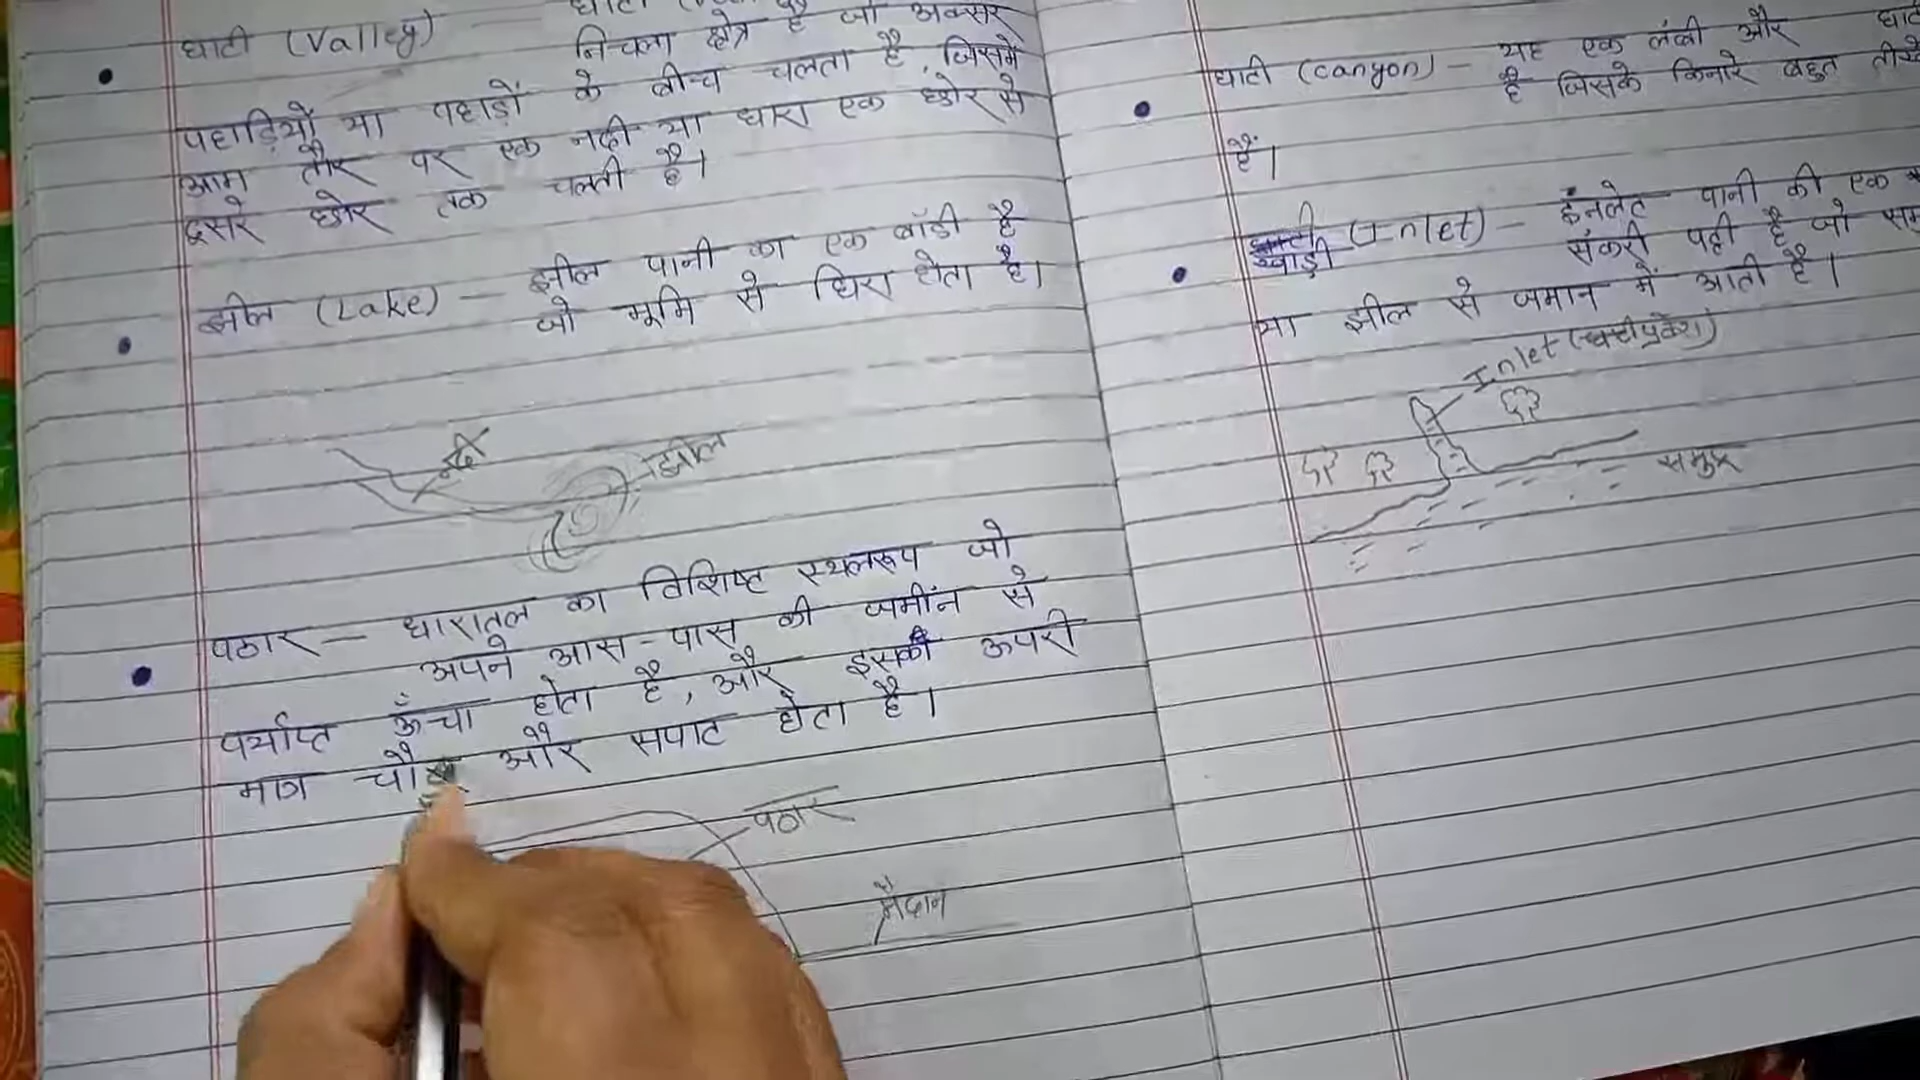 घाटी (Valley) — घाटी
निचला क्षेत्र है जो अक्सर
पहाड़ियों या पहाड़ों के बीच चलता है, जिसमें
आम तौर पर एक नदी या धारा एक छोर से
दूसरे छोर तक चलती है।
झील (Lake) — झील पानी का एक बॉडी है
जो भूमि से घिरा होता है।
नदी
झील
पठार — धारातल का विशिष्ट स्थलरूप जो
अपने आस-पास की जमींन से
पर्याप्त ऊँचा होता है, और इसकी ऊपरी
भाग चौ और सपाट होता है।
पठार
मैदान
घाटी (Canyon) — यह एक लंबी और
है जिसके किनारे बहुत
हैं।
खाड़ी (Inlet) — इनलेट पानी की एक
संकरी पट्टी है जो
या झील से जमान में आती है।
Inlet
समुद्र